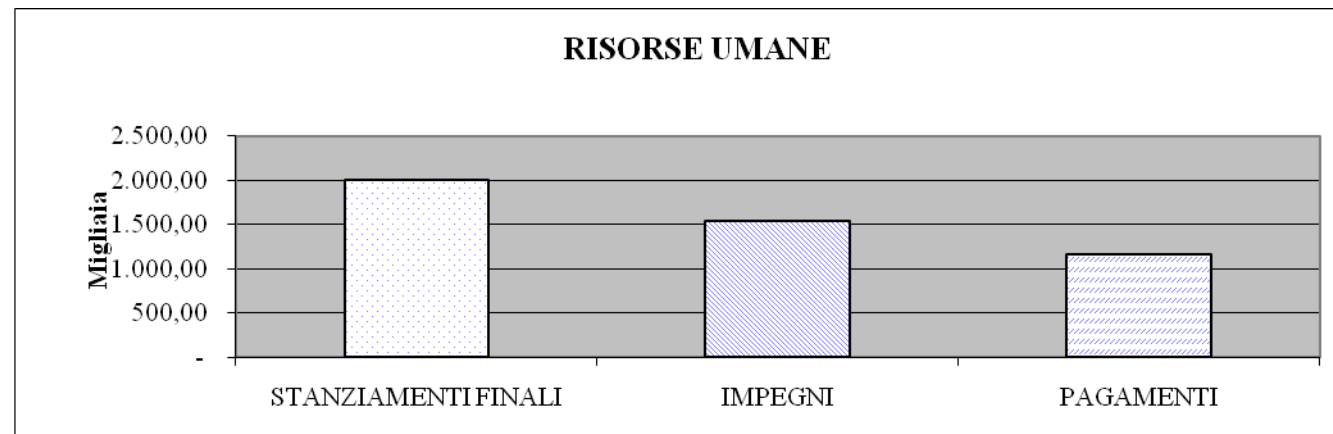 RISORSE UMANE
Migliaia
2.500,00
2.000,00
1.500,00
1.000,00
500,00
-
STANZIAMENTI FINALI
IMPEGNI
PAGAMENTI